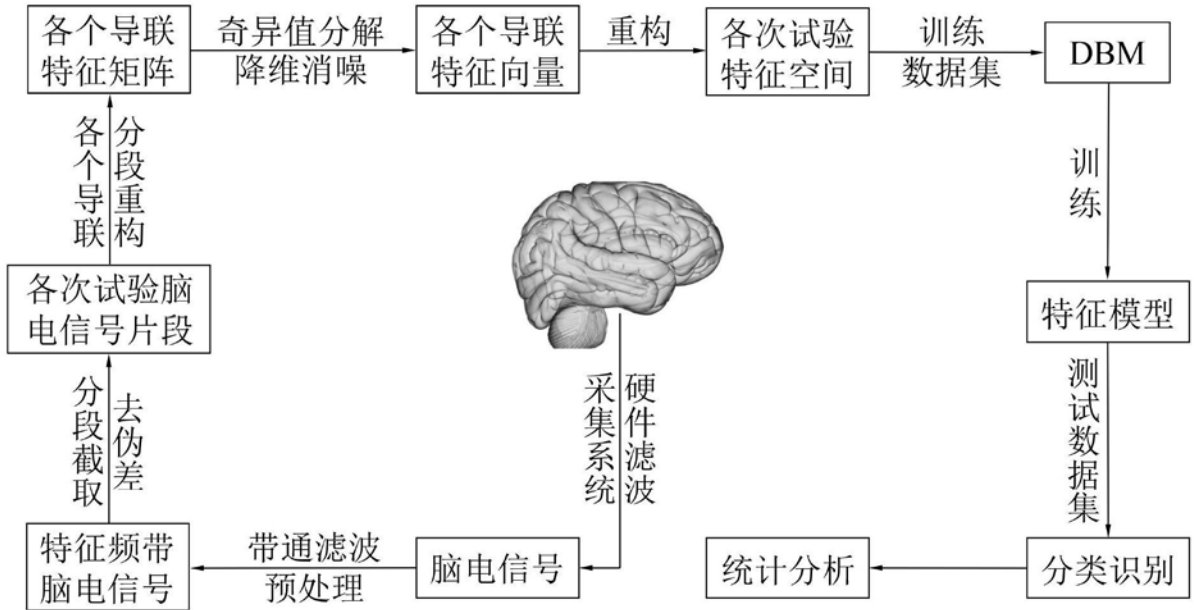 各个导联
特征矩阵
奇异值分解
降维消噪
各个导联
特征向量
重构
各次试验
特征空间
训练
数据集
DBM
各个导联
分段重构
训练
各次试验脑
电信号片段
特征模型
分段截取
去伪差
采集系统
硬件滤波
测试数据集
特征频带
脑电信号
带通滤波
预处理
脑电信号
统计分析
分类识别